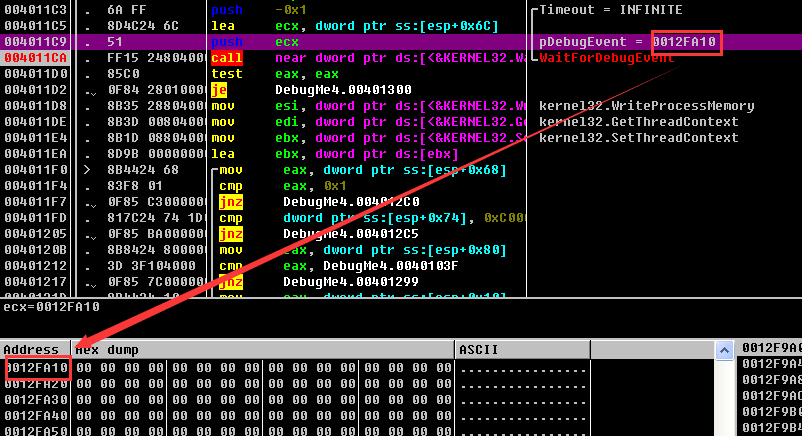 004011C3 . 6A FF push -0x1 Timeout = INFINITE
004011C5 . 8D4C24 6C lea ecx, dword ptr ss:[esp+0x6C]
004011C9 . 51 push ecx pDebugEvent = 0012FA10
004011CA . FF15 2480400 call near dword ptr ds:[<&KERNEL32.Wa WaitForDebugEvent
004011D0 . 85C0 test eax, eax
004011D2 . 0F84 2801000 je DebugMe4.00401300
004011D8 . 8B35 2880400 mov esi, dword ptr ds:[<&KERNEL32.Wr kernel32.WriteProcessMemory
004011DE . 8B3D 0080400 mov edi, dword ptr ds:[<&KERNEL32.Ge kernel32.GetThreadContext
004011E4 . 8B1D 0880400 mov ebx, dword ptr ds:[<&KERNEL32.Se kernel32.SetThreadContext
004011EA . 8D9B 0000000 lea ebx, dword ptr ds:[ebx]
004011F0 > 8B4424 68 mov eax, dword ptr ss:[esp+0x68]
004011F4 . 83F8 01 cmp eax, 0x1
004011F7 . 0F85 C300000 jnz DebugMe4.004012C0
004011FD . 817C24 74 1D cmp dword ptr ss:[esp+0x74], 0xC00
00401205 . 0F85 BA00000 jnz DebugMe4.004012C5
0040120B . 8B8424 80000 mov eax, dword ptr ss:[esp+0x80]
00401212 . 3D 3F104000 cmp eax, DebugMe4.0040103F
00401217 . 0F85 7C00000 jnz DebugMe4.00401299
ecx=0012FA10
Address Hex dump ASCII
0012FA10 00 00 00 00 00 00 00 00 00 00 00 00 00 00 00 00 ................
0012FA20 00 00 00 00 00 00 00 00 00 00 00 00 00 00 00 00 ................
0012FA30 00 00 00 00 00 00 00 00 00 00 00 00 00 00 00 00 ................
0012FA40 00 00 00 00 00 00 00 00 00 00 00 00 00 00 00 00 ................
0012FA50 00 00 00 00 00 00 00 00 00 00 00 00 00 00 00 00 ................
0012F9A0
0012F9A4
0012F9A8
0012F9AC
0012F9B0
0012F9B4